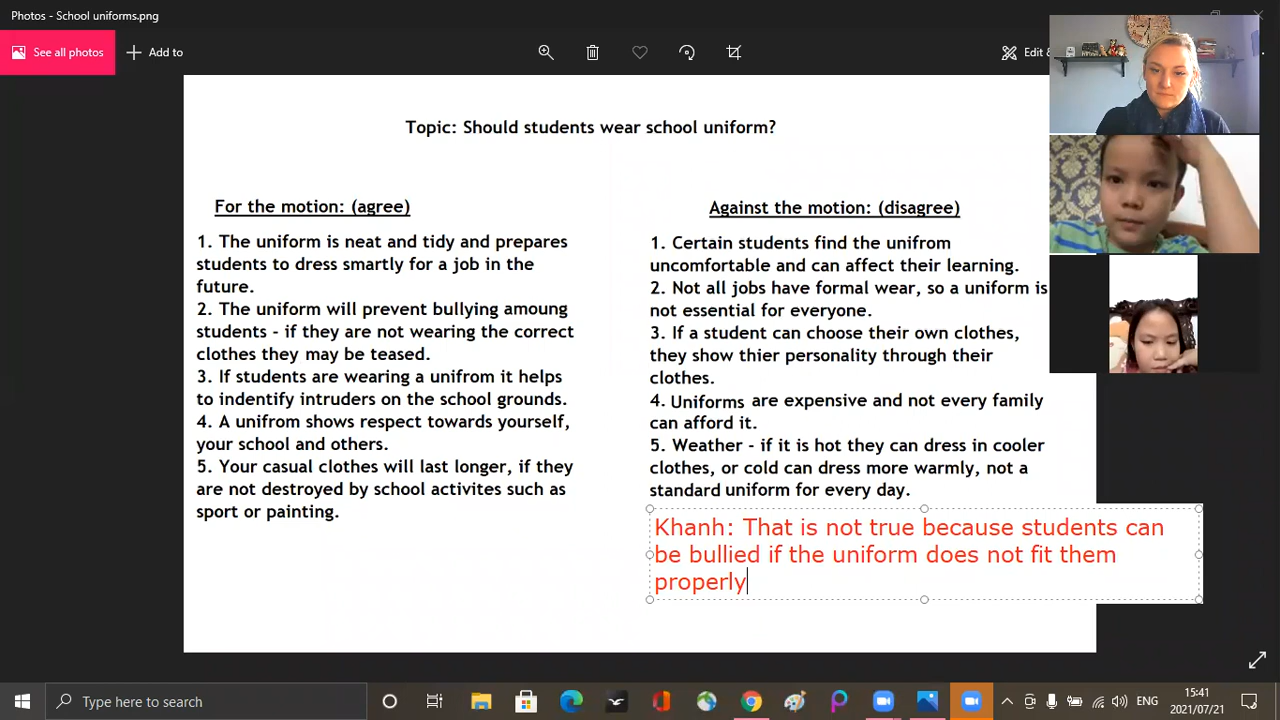 Photos - School uniforms.png
See all photos
Add to
Edit &
Topic: Should students wear school uniform?
For the motion: (agree)
1. The uniform is neat and tidy and prepares
students to dress smartly for a job in the
future.
2. The uniform will prevent bullying amoung
students - if they are not wearing the correct
clothes they may be teased.
3. If students are wearing a unifrom it helps
to indentify intruders on the school grounds.
4. A unifrom shows respect towards yourself,
your school and others.
5. Your casual clothes will last longer, if they
are not destroyed by school activites such as
sport or painting.
Against the motion: (disagree)
1. Certain students find the unifrom
uncomfortable and can affect their learning.
2. Not all jobs have formal wear, so a uniform is
not essential for everyone.
3. If a student can choose their own clothes,
they show thier personality through their
clothes.
4. Uniforms are expensive and not every family
can afford it.
5. Weather - if it is hot they can dress in cooler
clothes, or cold can dress more warmly, not a
standard uniform for every day.
Khanh: That is not true because students can
be bullied if the uniform does not fit them
properly
Type here to search
ENG
15:41
2021/07/21